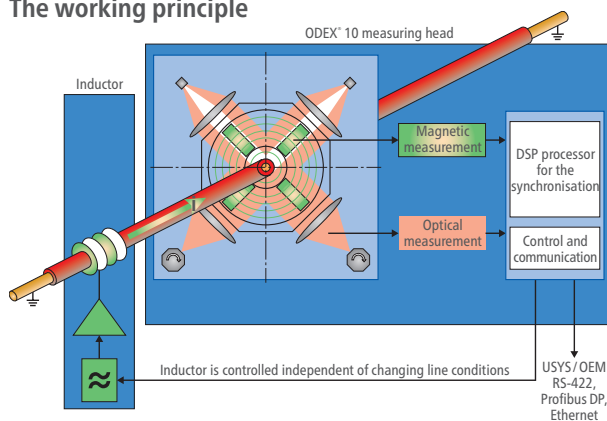 The working principle
ODEX® 10 measuring head
Inductor
I
Magnetic
measurement
DSP processor
for the
synchronisation
Optical
measurement
Control and
communication
≈
Inductor is controlled independent of changing line conditions
USYS/OEM
RS-422,
Profibus DP,
Ethernet